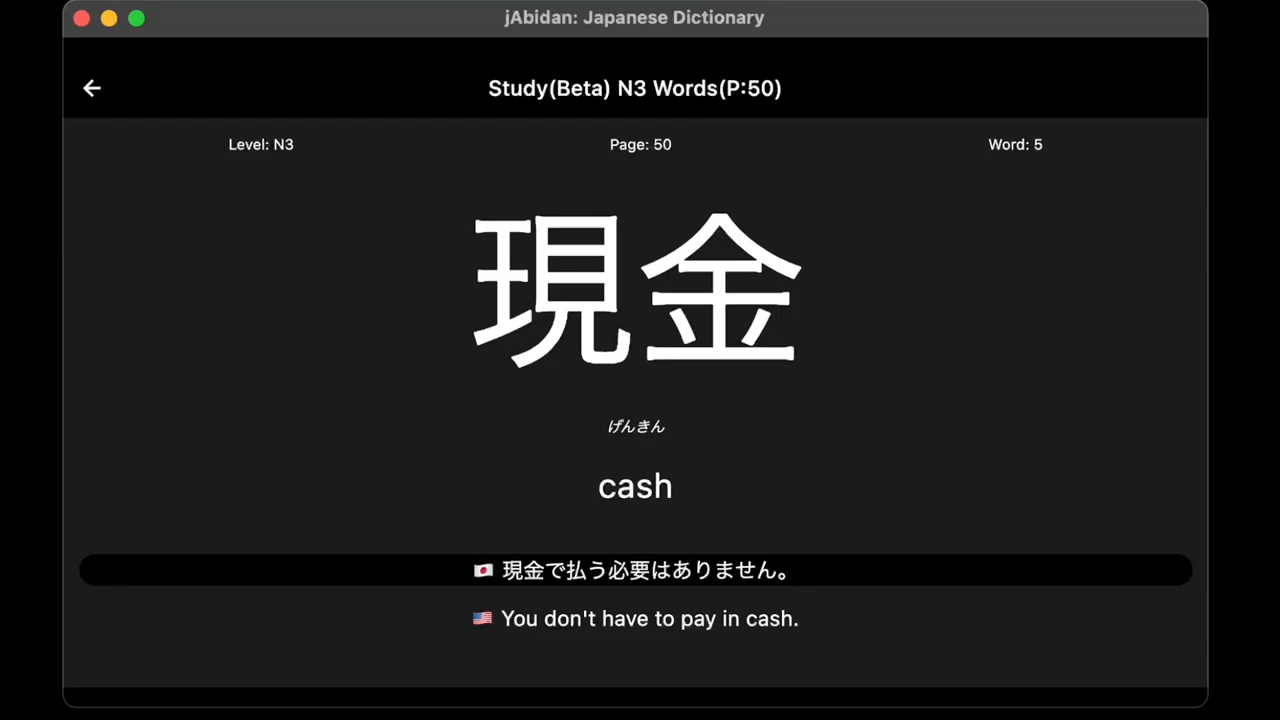 jAbidan: Japanese Dictionary
Study(Beta) N3 Words(P:50)
Level: N3
Page: 50
Word: 5
現金
げんきん
cash
🇯🇵 現金で払う必要はありません。
🇺🇸 You don't have to pay in cash.